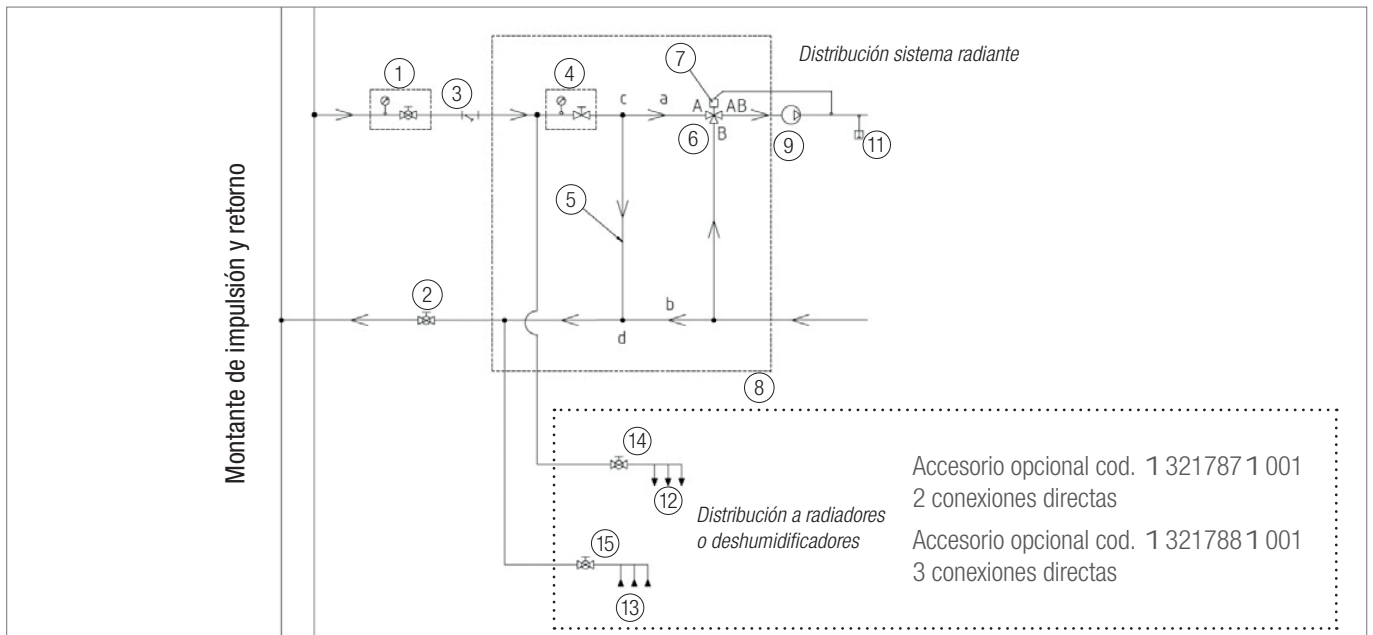 Distribución sistema radiante
7
1
3
4
c
a
A
AB
6
B
9
11
5
Montante de impulsión y retorno
2
b
d
8
14
12
Distribución a radiadores
o deshumidificadores
15
13
Accesorio opcional cod. 1 321787 1 001
2 conexiones directas
Accesorio opcional cod. 1 321788 1 001
3 conexiones directas